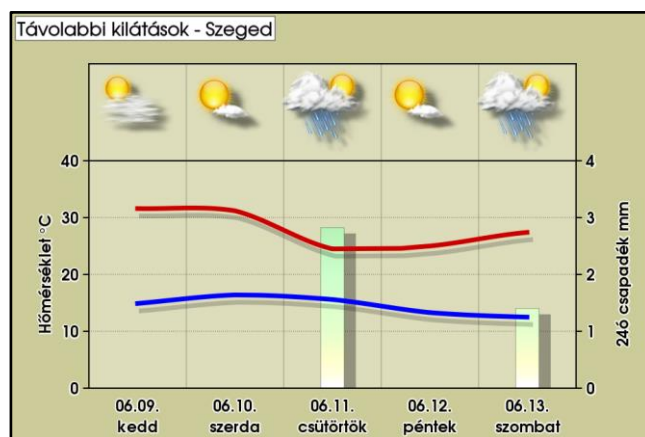 Távolabbi kilátások - Szeged
40
30
20
10
0
Hőmérséklet °C
4
3
2
1
0
24ó csapadék mm
06.09.
kedd
06.10.
szerda
06.11.
csütörtök
06.12.
péntek
06.13.
szombat